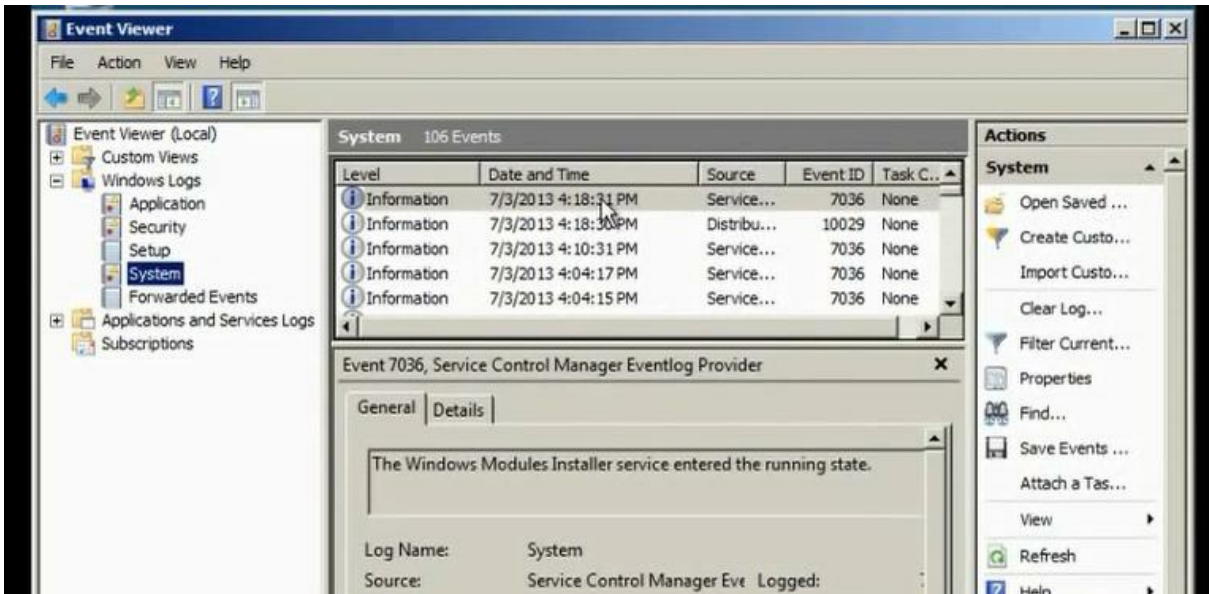 Event Viewer
File Action View Help
Event Viewer (Local)
Custom Views
Windows Logs
Application
Security
Setup
System
Forwarded Events
Applications and Services Logs
Subscriptions
System 106 Events
Level Date and Time Source Event ID Task C...
Information 7/3/2013 4:18:31 PM Service... 7036 None
Information 7/3/2013 4:18:30 PM Distribu... 10029 None
Information 7/3/2013 4:10:31 PM Service... 7036 None
Information 7/3/2013 4:04:17 PM Service... 7036 None
Information 7/3/2013 4:04:15 PM Service... 7036 None
Event 7036, Service Control Manager Eventlog Provider
General Details
The Windows Modules Installer service entered the running state.
Log Name: System
Source: Service Control Manager Eve Logged:
Actions
System
Open Saved ...
Create Custo...
Import Custo...
Clear Log...
Filter Current...
Properties
Find...
Save Events ...
Attach a Tas...
View
Refresh
Help